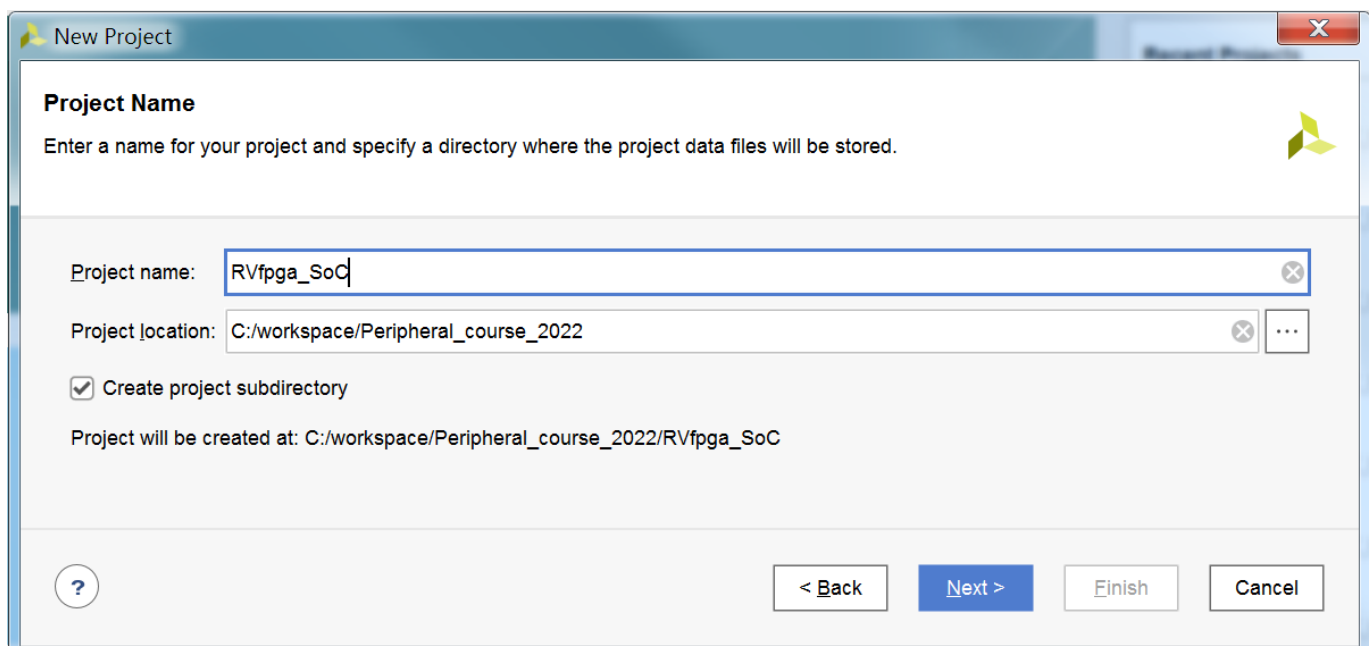 New Project
Recent Projects
Project Name
Enter a name for your project and specify a directory where the project data files will be stored.
Project name: RVfpga_SoC
Project location: C:/workspace/Peripheral_course_2022 ...
Create project subdirectory
Project will be created at: C:/workspace/Peripheral_course_2022/RVfpga_SoC
? < Back Next > Finish Cancel